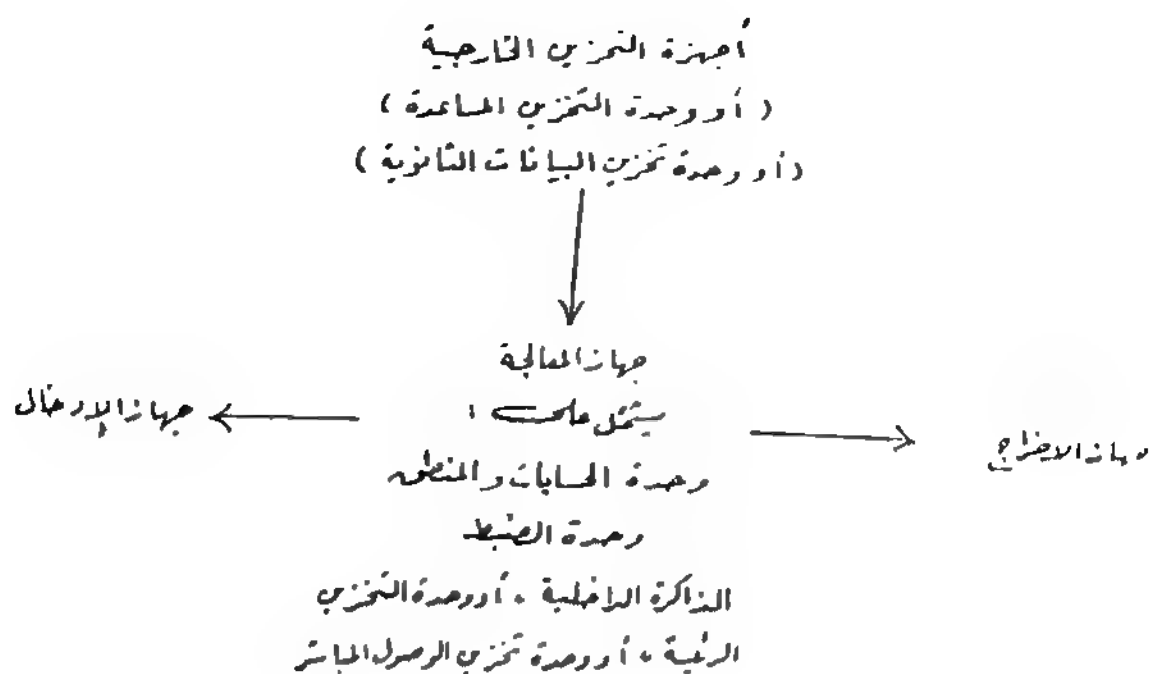 أجهزة التخزين الخارجية
( أو وحدة التخزين المساعدة )
( أو وحدة تخزين البيانات الثانوية )
جهاز المعالجة
يشتمل على :
جهاز الإدخال
جهاز الاخراج
وحدة الحسابات والمنطق
وحدة الضبط
الذاكرة الداخلية ، أو وحدة التخزين
الرئيسية ، أو وحدة تخزين الوصول المباشر